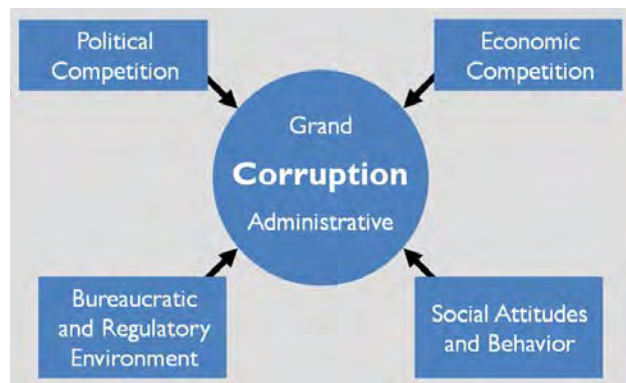 Political
Competition
Economic
Competition
Grand
Corruption
Administrative
Bureaucratic
and Regulatory
Environment
Social Attitudes
and Behavior